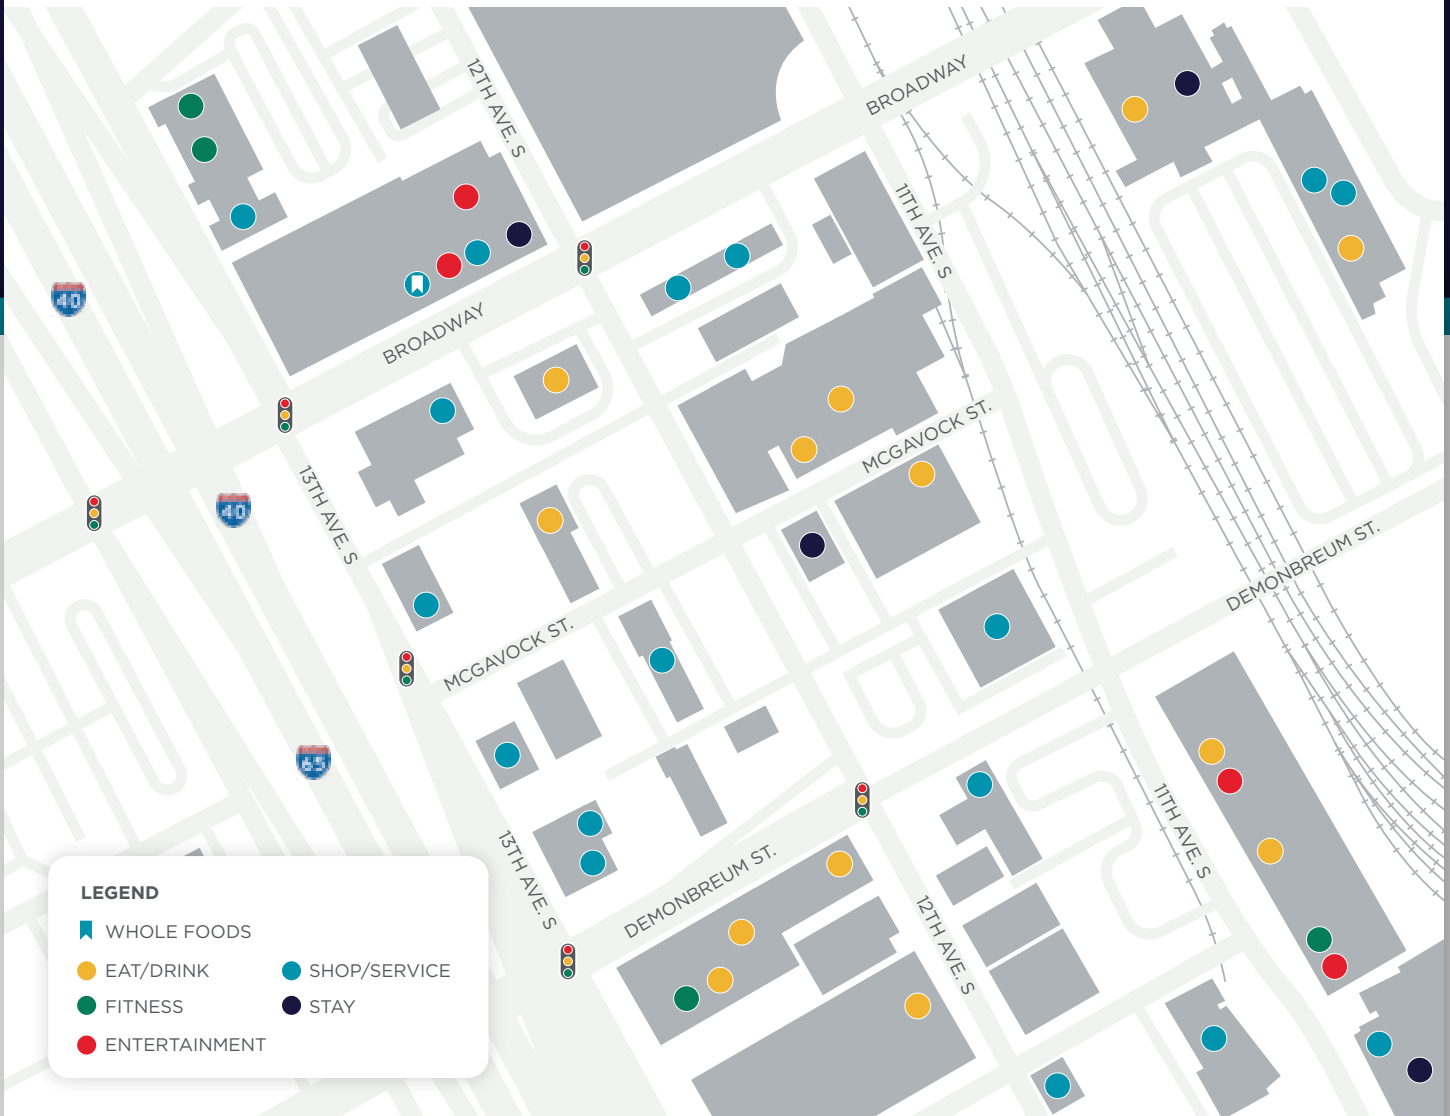 12TH AVE. S
BROADWAY
11TH AVE. S
40
BROADWAY
MCGAVOCK ST.
40
13TH AVE. S
DEMONBREUM ST.
MCGAVOCK ST.
65
13TH AVE. S
11TH AVE. S
DEMONBREUM ST.
12TH AVE. S
LEGEND
WHOLE FOODS
EAT/DRINK
SHOP/SERVICE
FITNESS
STAY
ENTERTAINMENT